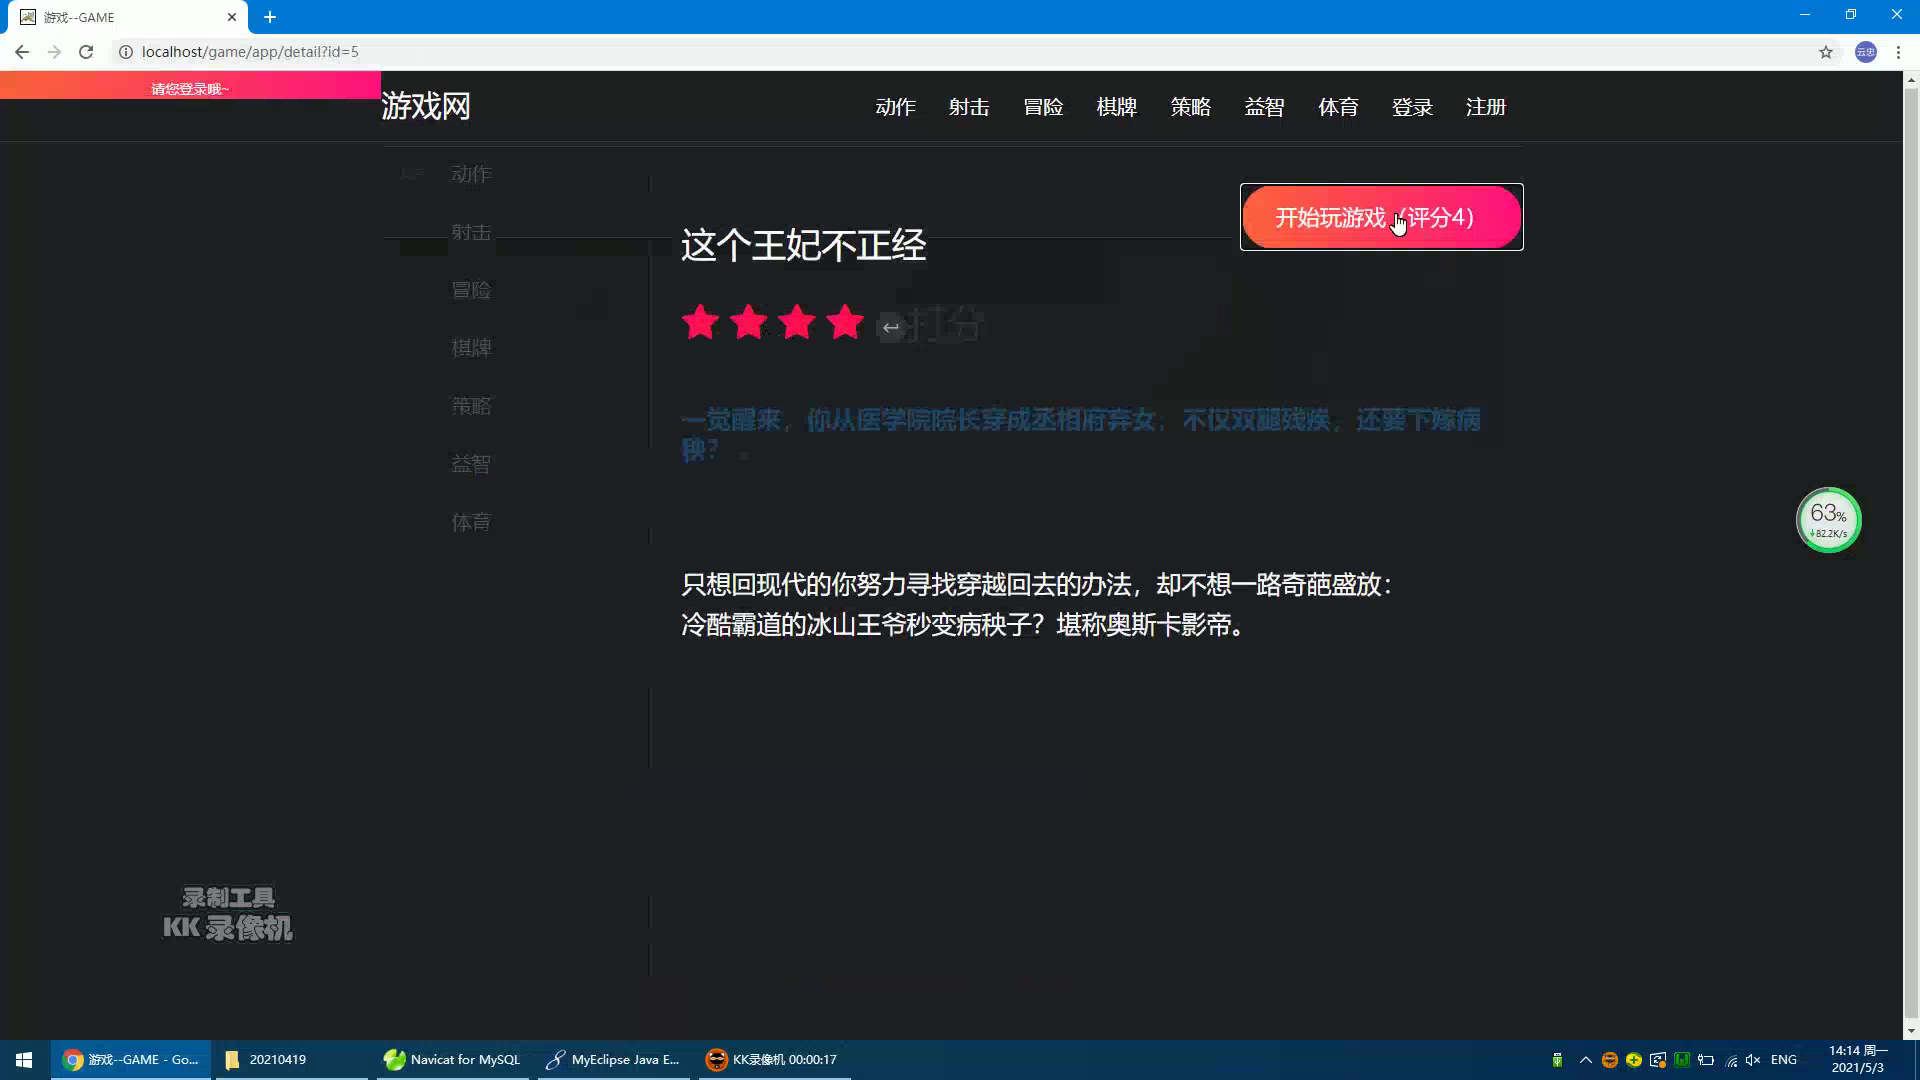 游戏--GAME
localhost/game/app/detail?id=5
云忠
请您登录哦~
游戏网
动作 射击 冒险 棋牌 策略 益智 体育 登录 注册
动作
射击
冒险
棋牌
策略
益智
体育
开始玩游戏（评分4）
这个王妃不正经
打分
一觉醒来，你从医学院院长穿成丞相府弃女；不仅双腿残疾，还要下嫁病
秧？
只想回现代的你努力寻找穿越回去的办法，却不想一路奇葩盛放：
冷酷霸道的冰山王爷秒变病秧子？堪称奥斯卡影帝。
63%
82.2K/s
录制工具
KK 录像机
游戏--GAME - Go...
20210419
Navicat for MySQL
MyEclipse Java E...
KK录像机 00:00:17
ENG
14:14 周一
2021/5/3